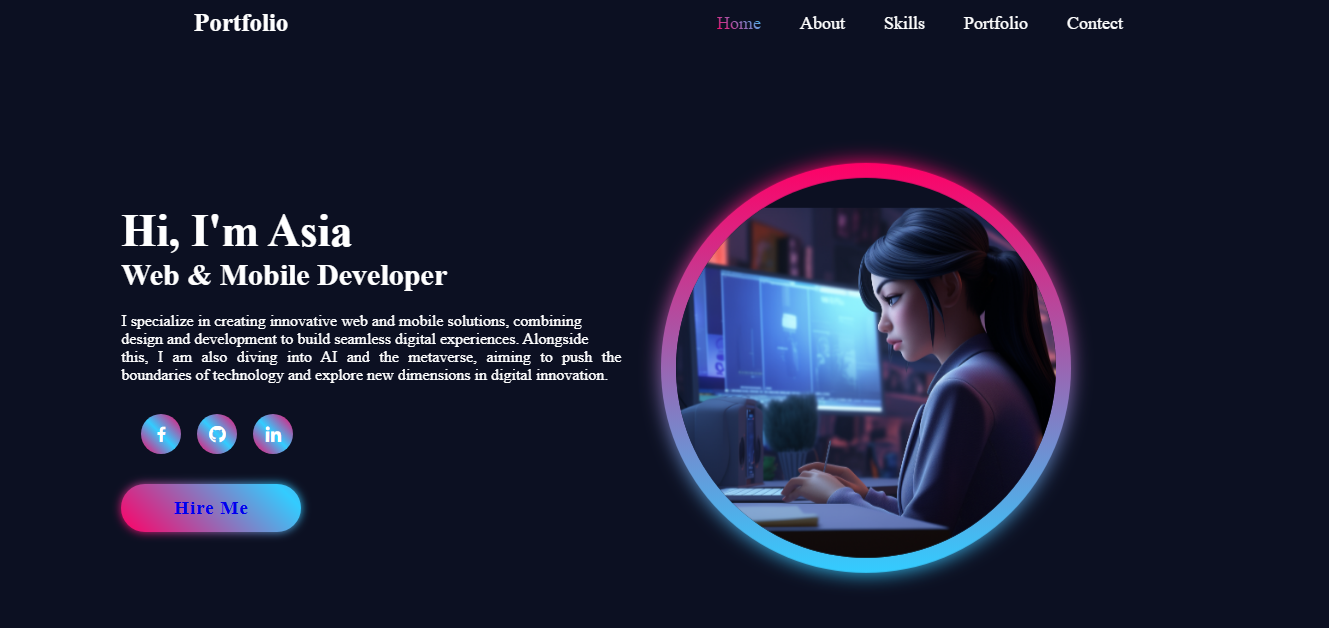 Portfolio
Home About Skills Portfolio Contect
Hi, I'm Asia
Web & Mobile Developer
I specialize in creating innovative web and mobile solutions, combining
design and development to build seamless digital experiences. Alongside
this, I am also diving into AI and the metaverse, aiming to push the
boundaries of technology and explore new dimensions in digital innovation.
Hire Me